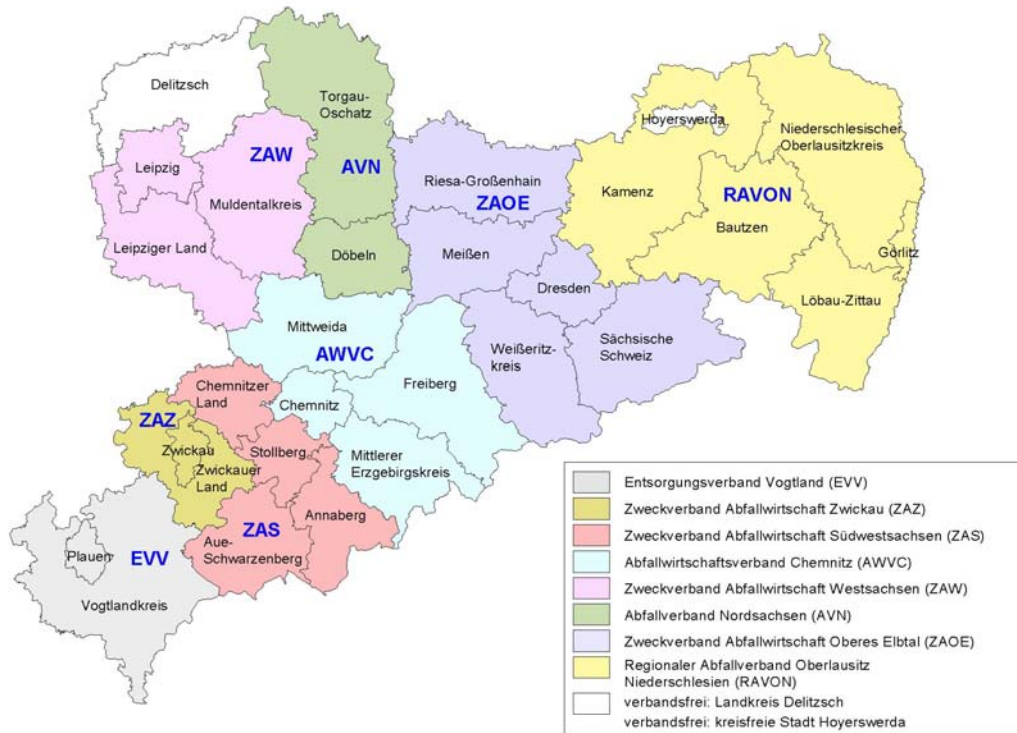 Delitzsch
Torgau-
Oschatz
Hoyerswerda
Niederschlesischer
Oberlausitzkreis
Leipzig
ZAW
AVN
Riesa-Großenhain
ZAOE
Kamenz
RAVON
Muldentalkreis
Bautzen
Leipziger Land
Döbeln
Meißen
Görlitz
Dresden
Löbau-Zittau
Mittweida
AWVC
Weißeritz-
kreis
Sächsische
Schweiz
Freiberg
Chemnitzer
Land
Chemnitz
ZAZ
Zwickau
Stollberg
Zwickauer
Land
Mittlerer
Erzgebirgskreis
Annaberg
ZAS
Aue-
Schwarzenberg
Plauen
EVV
Vogtlandkreis
Entsorgungsverband Vogtland (EVV)
Zweckverband Abfallwirtschaft Zwickau (ZAZ)
Zweckverband Abfallwirtschaft Südwestsachsen (ZAS)
Abfallwirtschaftsverband Chemnitz (AWVC)
Zweckverband Abfallwirtschaft Westsachsen (ZAW)
Abfallverband Nordsachsen (AVN)
Zweckverband Abfallwirtschaft Oberes Elbtal (ZAOE)
Regionaler Abfallverband Oberlausitz
Niederschlesien (RAVON)
verbandsfrei: Landkreis Delitzsch
verbandsfrei: kreisfreie Stadt Hoyerswerda